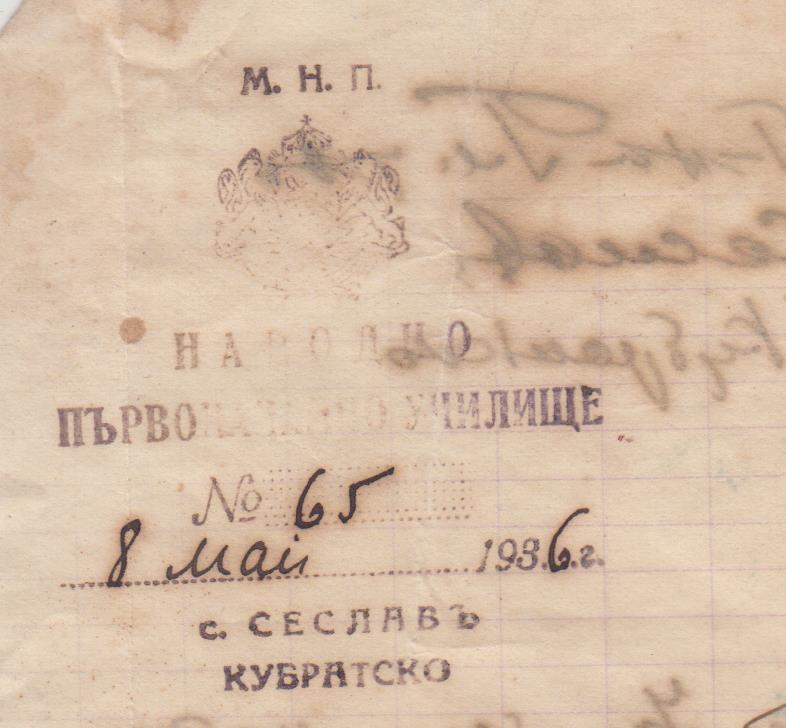 М. Н. П.
НАРОДНО
ПЪРВОНАЧАЛНО УЧИЛИЩЕ
№ 65
8 май 1936.г.
с. СЕСЛАВЪ
КУБРАТСКО